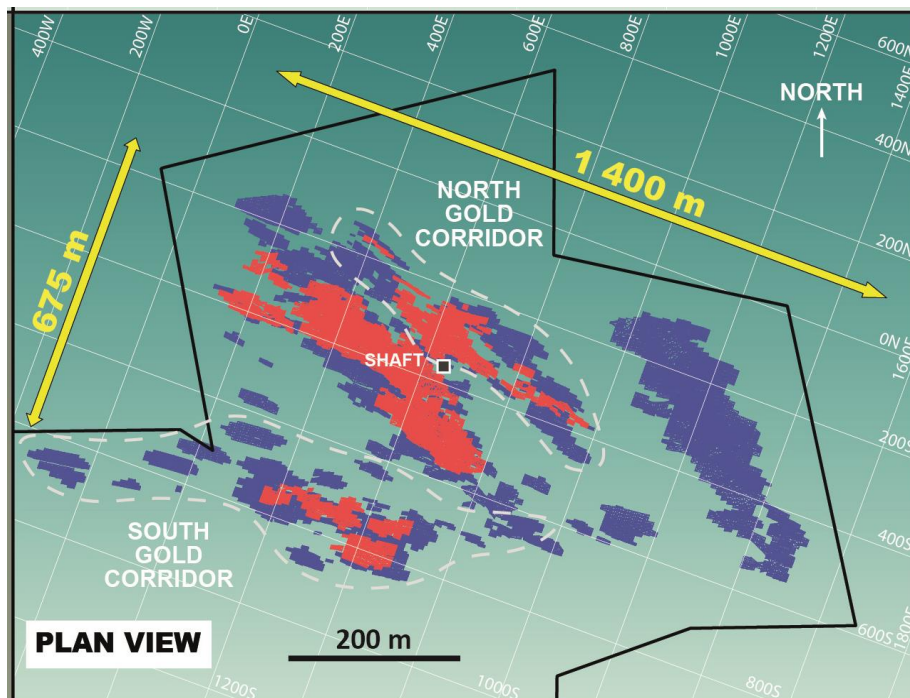 400W
200W
0E
200E
400E
600E
800E
1000E
1200E
600N
1400E
400N
200N
0N
1600E
200S
400S
600S
1800E
800S
1000S
1200S
NORTH
1 400 m
675 m
NORTH
GOLD
CORRIDOR
SHAFT
SOUTH
GOLD
CORRIDOR
PLAN VIEW
200 m